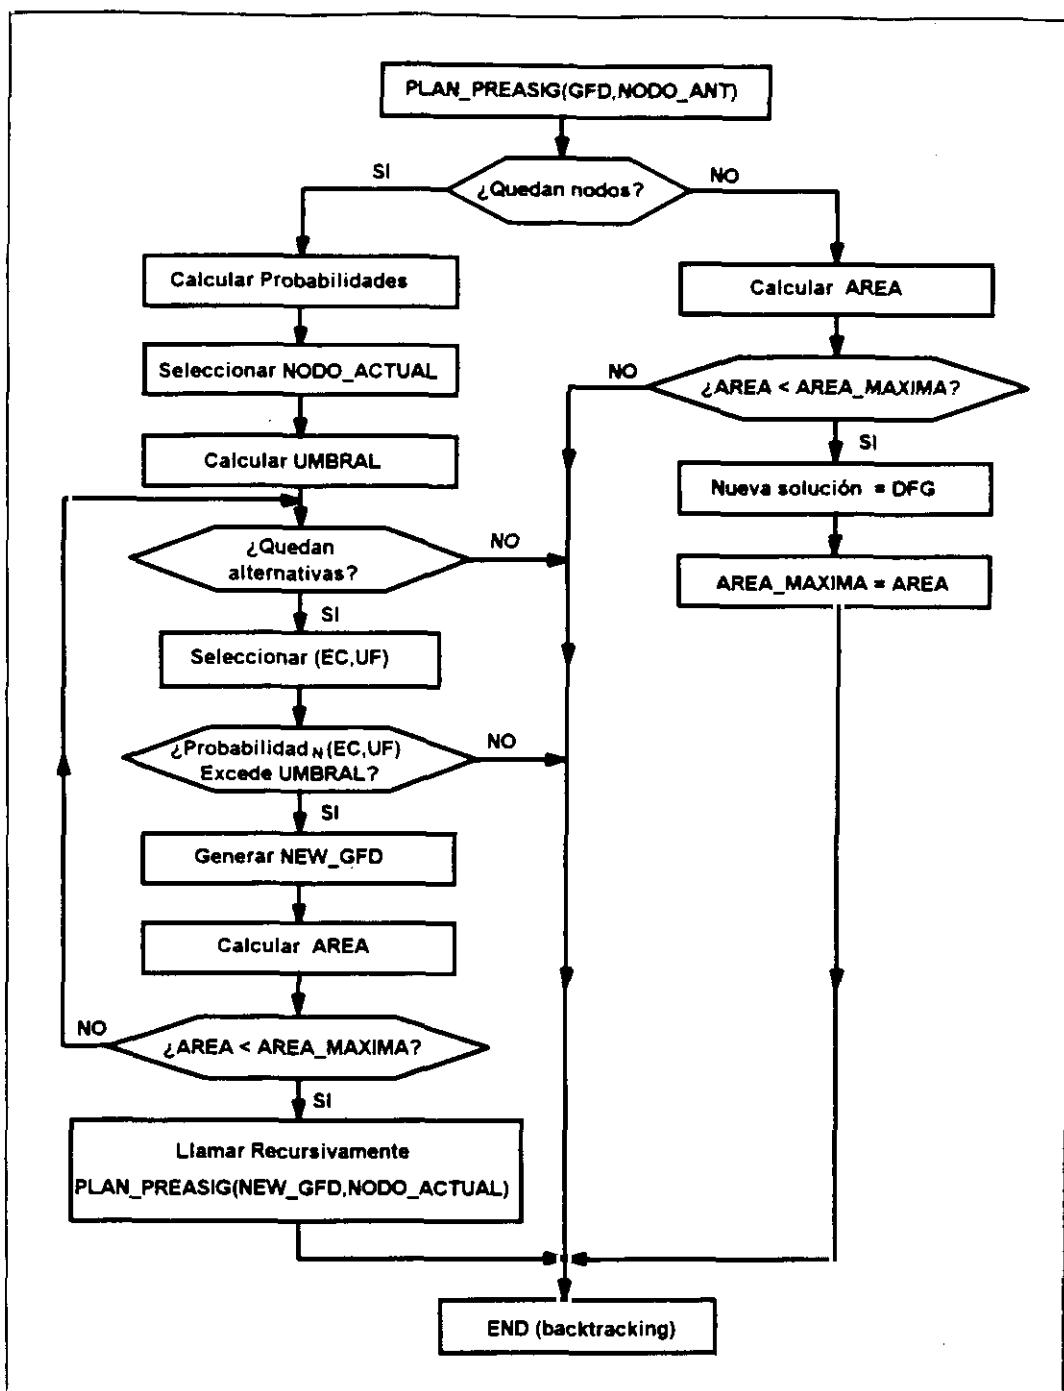 PLAN_PREASIG(GFD,NODO_ANT)
SI
¿Quedan nodos?
NO
Calcular Probabilidades
Calcular AREA
Seleccionar NODO_ACTUAL
NO
¿AREA < AREA_MAXIMA?
SI
Calcular UMBRAL
Nueva solución = DFG
¿Quedan
alternativas?
NO
AREA_MAXIMA = AREA
SI
Seleccionar (EC,UF)
¿Probabilidad N (EC,UF)
Excede UMBRAL?
NO
SI
Generar NEW_GFD
Calcular AREA
NO
¿AREA < AREA_MAXIMA?
SI
Llamar Recursivamente
PLAN_PREASIG(NEW_GFD,NODO_ACTUAL)
END (backtracking)